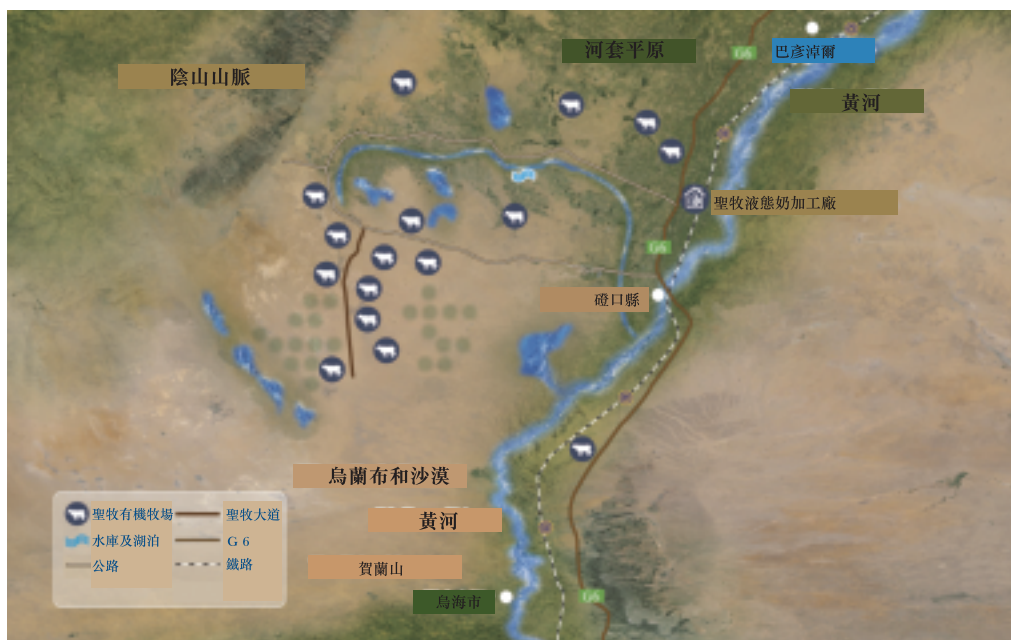 河套平原
G6
巴彥淖爾
陰山山脈
黃河
聖牧液態奶加工廠
G6
磴口縣
烏蘭布和沙漠
黃河
聖牧有機牧場
聖牧大道
水庫及湖泊
G 6
公路
鐵路
賀蘭山
烏海市
G6